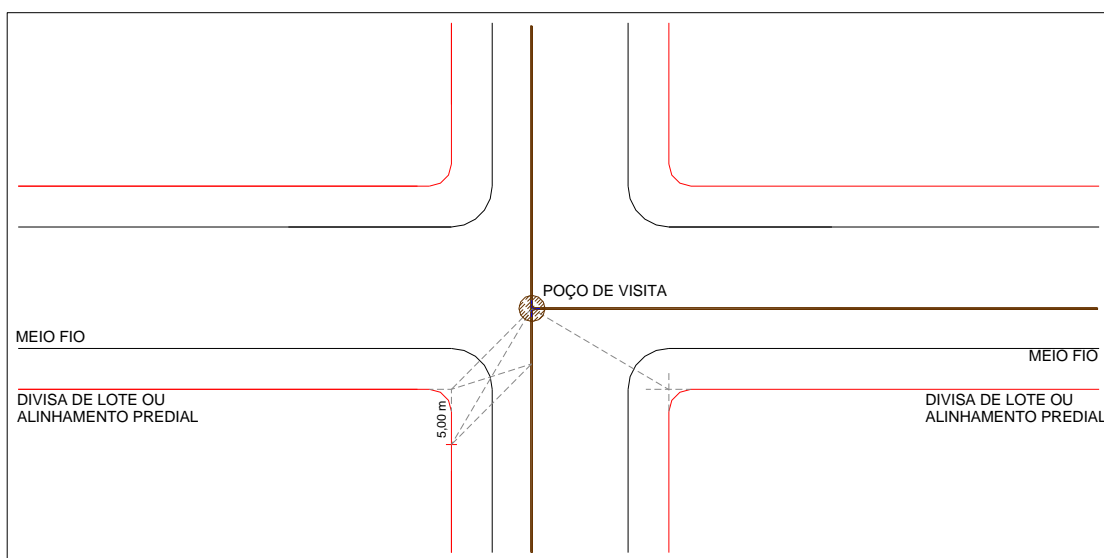 POÇO DE VISITA
MEIO FIO
MEIO FIO
DIVISA DE LOTE OU
ALINHAMENTO PREDIAL
5,00 m
DIVISA DE LOTE OU
ALINHAMENTO PREDIAL